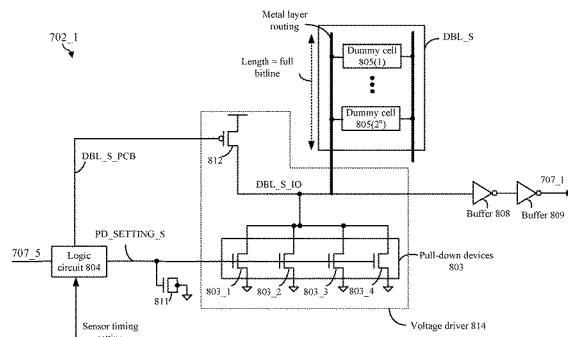 702_1
Metal layer
routing
DBL_S
Length = full
bitline
Dummy cell
805(1)
Dummy cell
805(2ⁿ)
812
DBL_S_PCB
DBL_S_IO
707_1
Buffer 808
Buffer 809
PD_SETTING_S
707_5
Logic
circuit 804
811
803_1
803_2
803_3
803_4
Pull-down devices
803
Voltage driver 814
Sensor timing